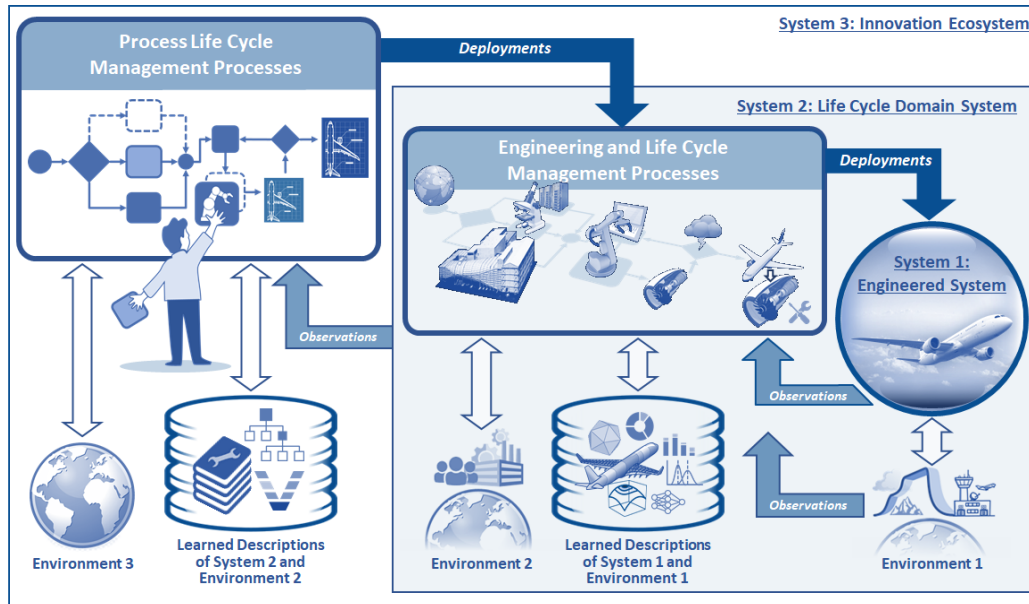 System 3: Innovation Ecosystem
Process Life Cycle
Management Processes
Deployments
System 2: Life Cycle Domain System
Engineering and Life Cycle
Management Processes
Deployments
System 1:
Engineered System
Observations
Observations
Observations
Environment 3
Learned Descriptions
of System 2 and
Environment 2
Environment 2
Learned Descriptions
of System 1 and
Environment 1
Environment 1